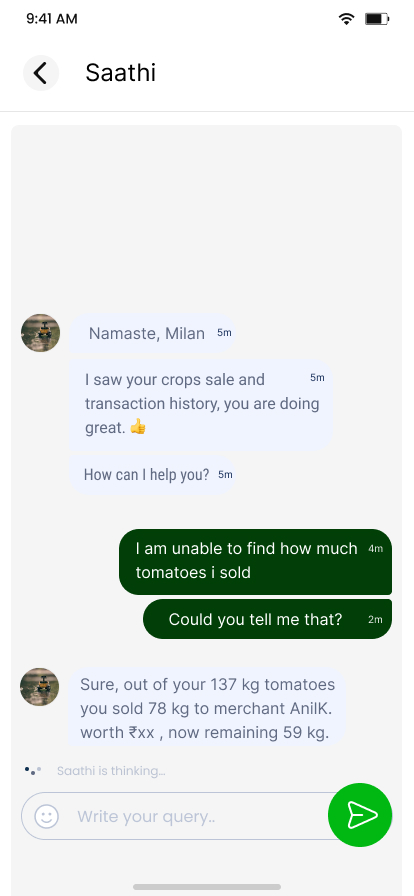 9:41 AM
Saathi
Namaste, Milan 5m
I saw your crops sale and 5m
transaction history, you are doing
great. 👍
How can I help you? 5m
I am unable to find how much 4m
tomatoes i sold
Could you tell me that? 2m
Sure, out of your 137 kg tomatoes
you sold 78 kg to merchant AnilK.
worth ₹xx , now remaining 59 kg.
Saathi is thinking...
Write your query..